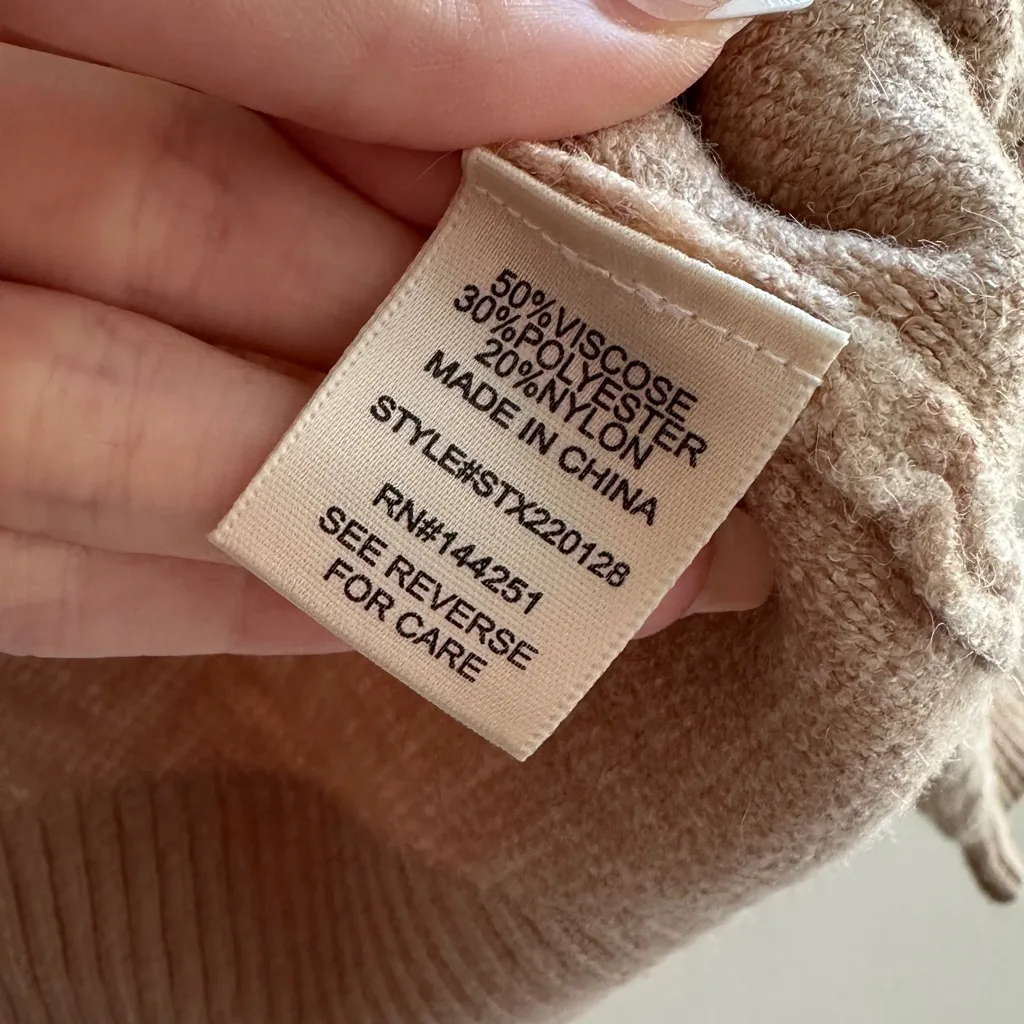 50%VISCOSE
30%POLYESTER
20%NYLON
MADE IN CHINA
STYLE#STX220128
RN#144251
SEE REVERSE
FOR CARE